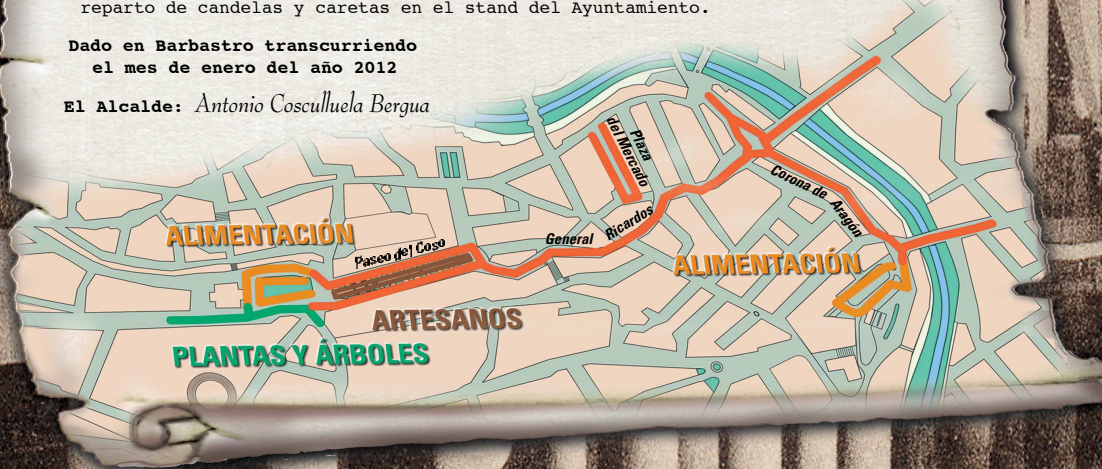 reparto de candelas y caretas en el stand del Ayuntamiento.
Dado en Barbastro transcurriendo
el mes de enero del año 2012
El Alcalde: Antonio Cosculluela Bergua
Plaza
del Mercado
Corona de Aragón
ALIMENTACIÓN
Paseo del Coso
General Ricardos
ALIMENTACIÓN
ARTESANOS
PLANTAS Y ÁRBOLES